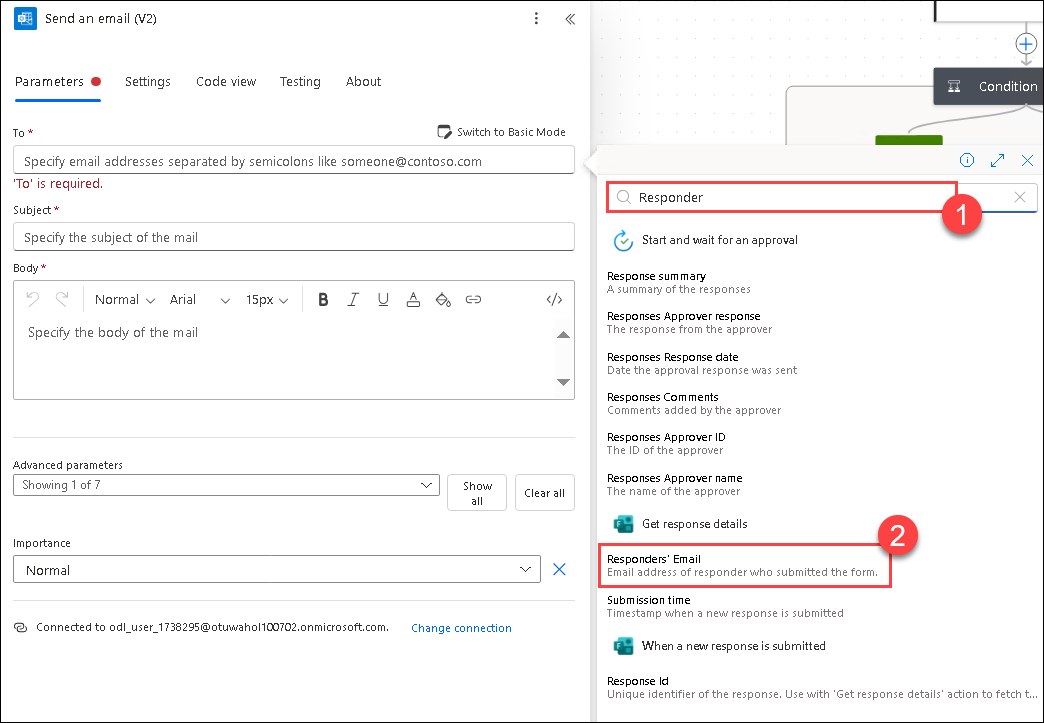 Send an email (V2)
Parameters Settings Code view Testing About
Condition
To * Switch to Basic Mode
Specify email addresses separated by semicolons like someone@contoso.com
'To' is required.
Subject *
Specify the subject of the mail
Body *
Normal Arial 15px B I U A </>
Specify the body of the mail
Advanced parameters
Showing 1 of 7
Show
all
Clear all
Importance
Normal
Connected to odl_user_1738295@otuwahol100702.onmicrosoft.com. Change connection
Responder
1
Start and wait for an approval
Response summary
A summary of the responses
Responses Approver response
The response from the approver
Responses Response date
Date the approval response was sent
Responses Comments
Comments added by the approver
Responses Approver ID
The ID of the approver
Responses Approver name
The name of the approver
Get response details
2
Responders' Email
Email address of responder who submitted the form.
Submission time
Timestamp when a new response is submitted
When a new response is submitted
Response Id
Unique identifier of the response. Use with 'Get response details' action to fetch t...